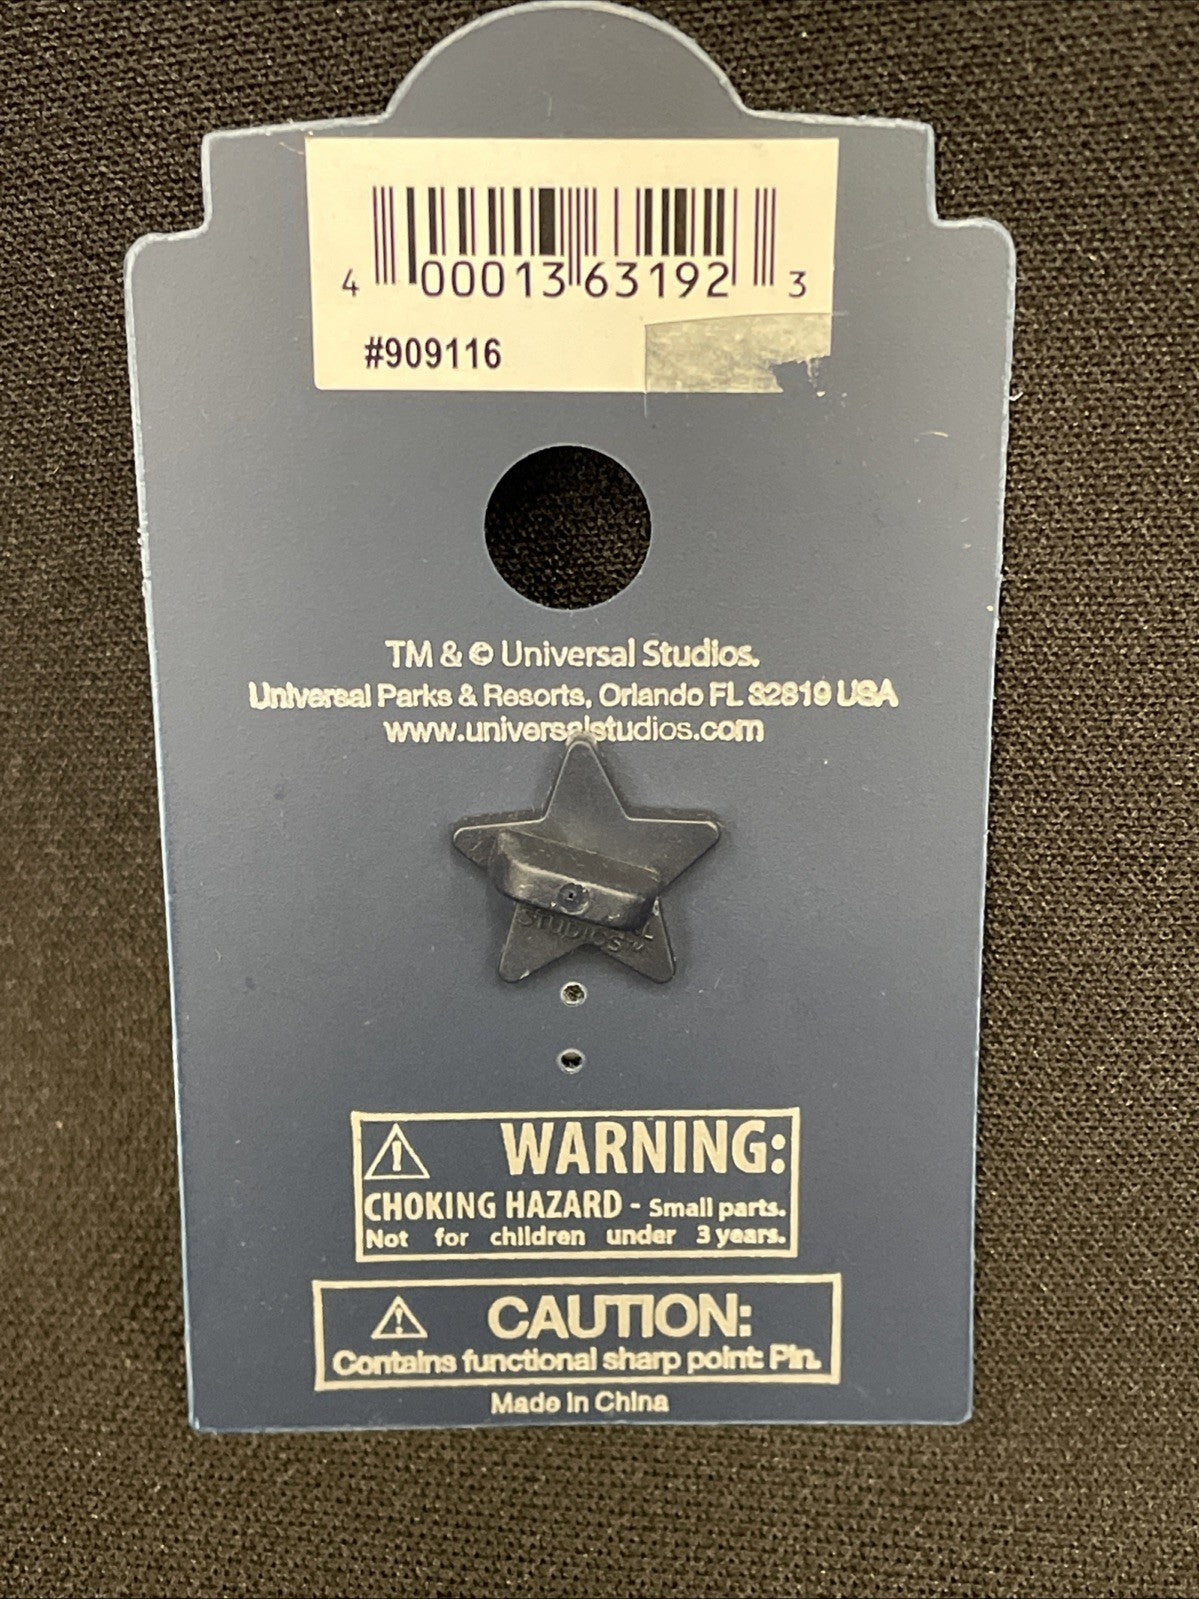 4 00013 63192 3
#909116
TM & © Universal Studios.
Universal Parks & Resorts, Orlando FL 32819 USA
www.universalstudios.com
STUDIOS™
WARNING:
CHOKING HAZARD - Small parts.
Not for children under 3 years.
CAUTION:
Contains functional sharp point: Pin.
Made in China